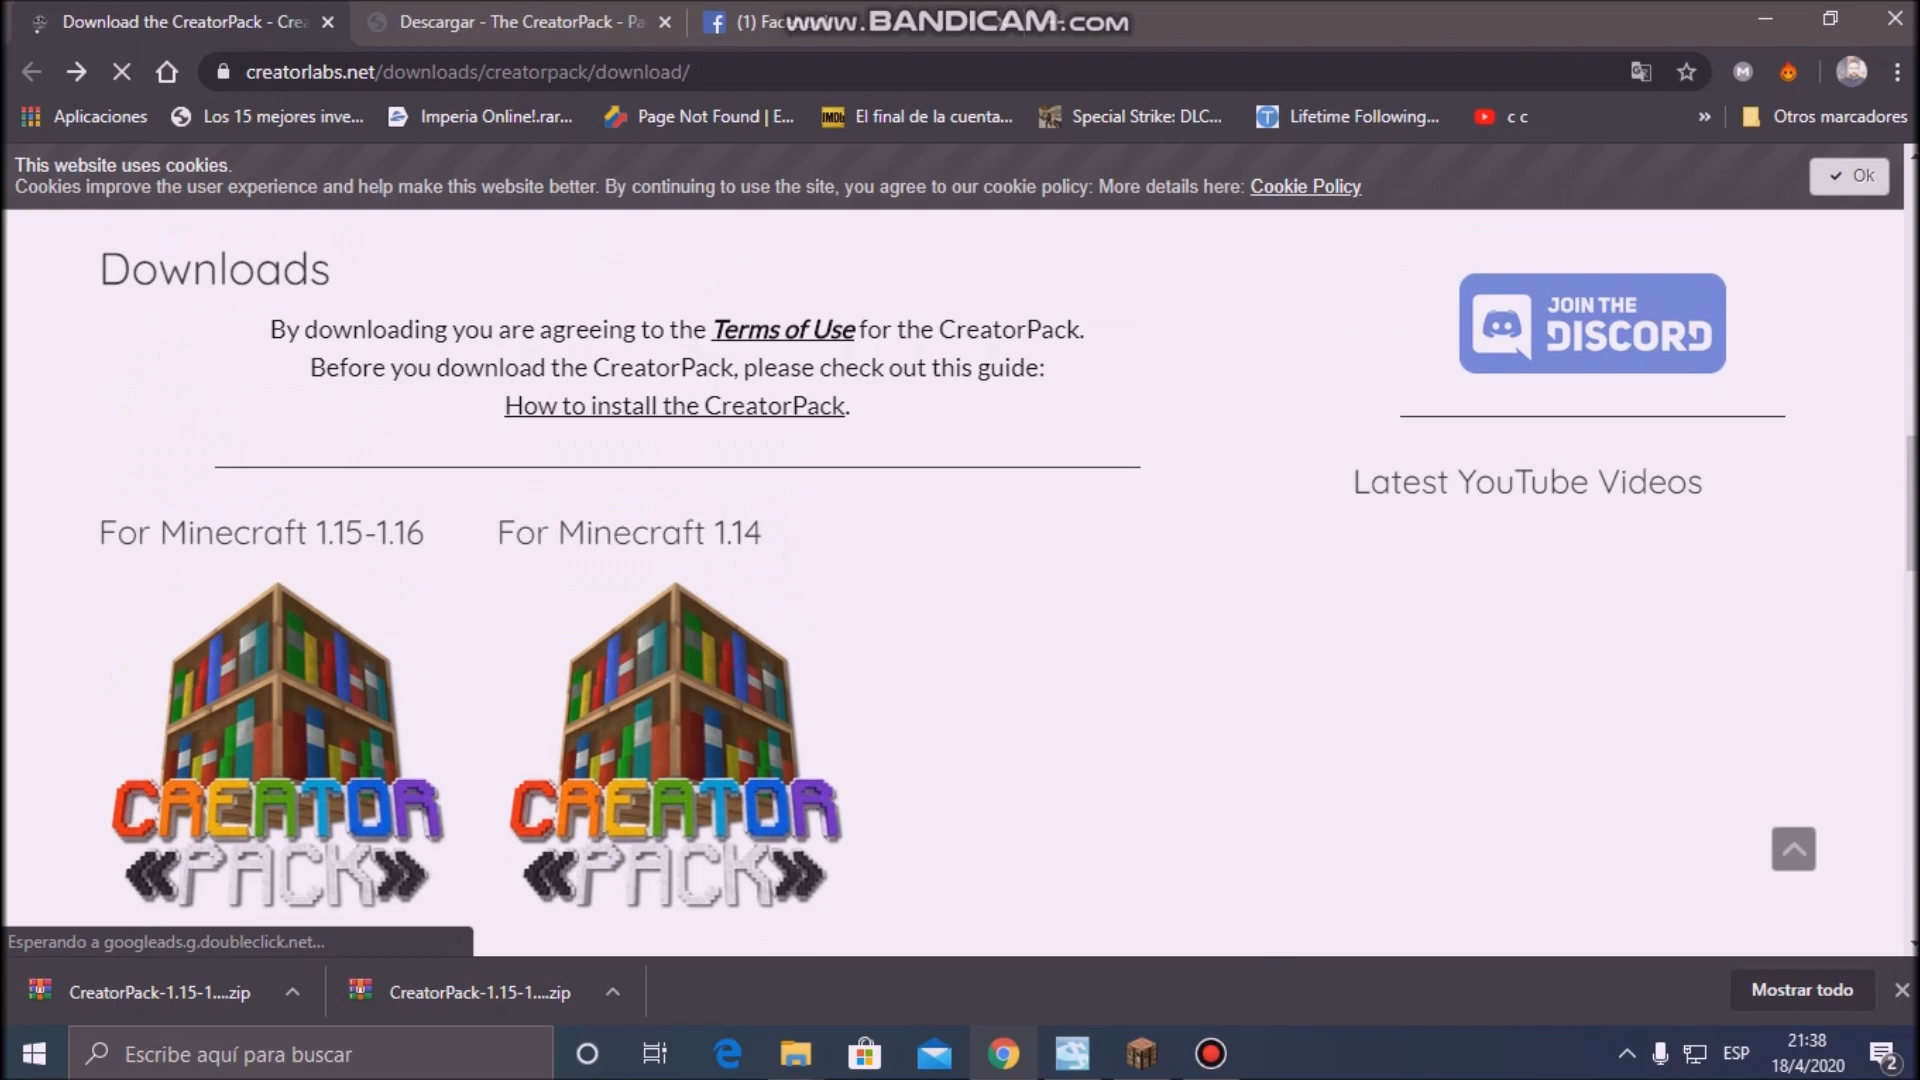 Download the CreatorPack - Crea
Descargar - The CreatorPack - Pa
(1) Fac
www.BANDICAM.com
creatorlabs.net/downloads/creatorpack/download/
Aplicaciones
Los 15 mejores inve...
Imperia Online!.rar...
Page Not Found | E...
IMDb
El final de la cuenta...
Special Strike: DLC...
Lifetime Following...
c c
»
Otros marcadores
This website uses cookies.
Cookies improve the user experience and help make this website better. By continuing to use the site, you agree to our cookie policy: More details here: Cookie Policy
Ok
Downloads
By downloading you are agreeing to the Terms of Use for the CreatorPack.
Before you download the CreatorPack, please check out this guide:
How to install the CreatorPack.
JOIN THE
DISCORD
Latest YouTube Videos
For Minecraft 1.15-1.16
For Minecraft 1.14
CREATOR
«PACK»
CREATOR
«PACK»
Esperando a googleads.g.doubleclick.net...
CreatorPack-1.15-1....zip
CreatorPack-1.15-1....zip
Mostrar todo
Escribe aquí para buscar
ESP
21:38
18/4/2020
2